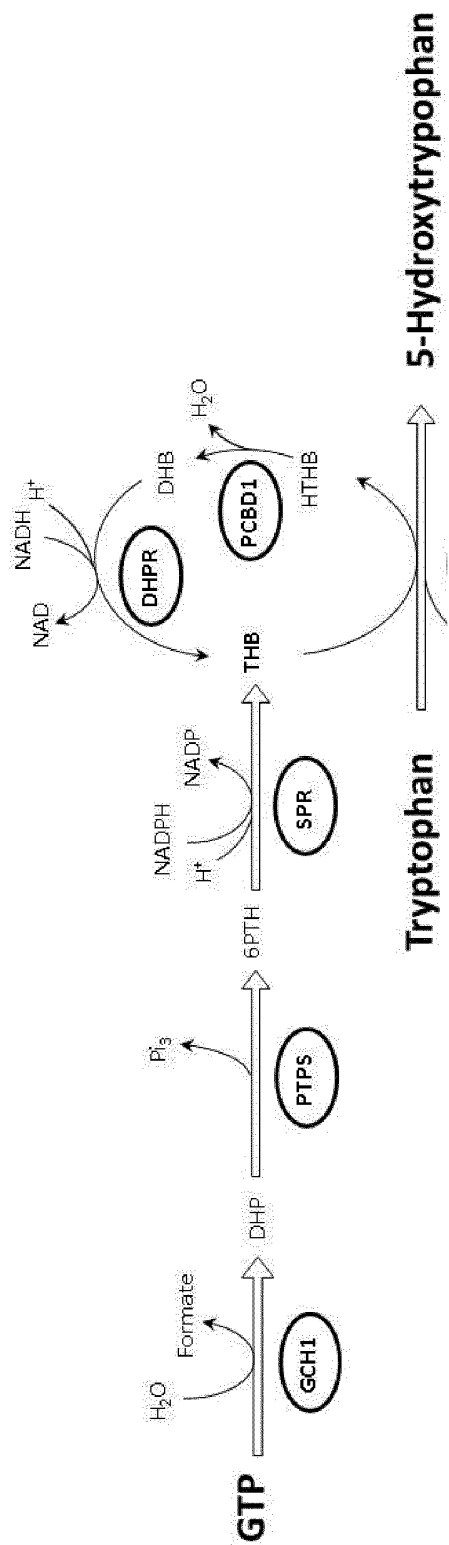 GTP
H2O
Formate
GCH1
DHP
Pi3
PTPS
6PTH
NADPH
H+
NADP
SPR
THB
NAD
NADH
H+
DHPR
DHB
PCBD1
H2O
HTHB
Tryptophan
5-Hydroxytrypophan